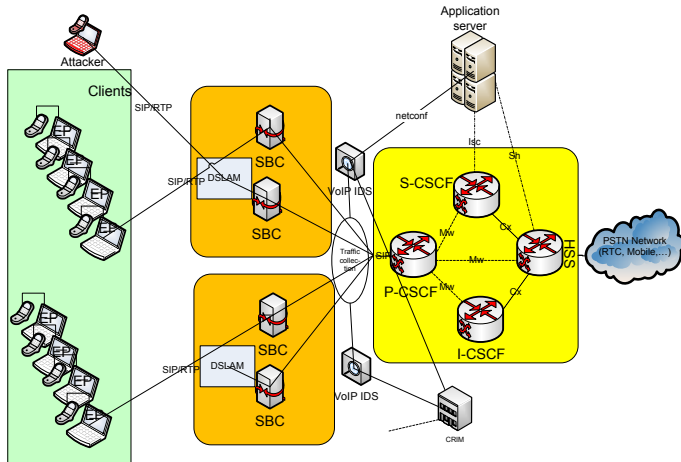 Application
server
Attacker
Clients
SIP/RTP
netconf
EP
EP
EP
EP
SBC
DSLAM
SIP/RTP
SBC
VoIP IDS
Isc
Sh
S-CSCF
Mw
Cx
Traffic
collec-
tion
SIP
P-CSCF
Mw
HSS
PSTN Network
(RTC, Mobile,…)
Mw
Cx
I-CSCF
EP
EP
EP
EP
SIP/RTP
SBC
DSLAM
SBC
VoIP IDS
CRIM